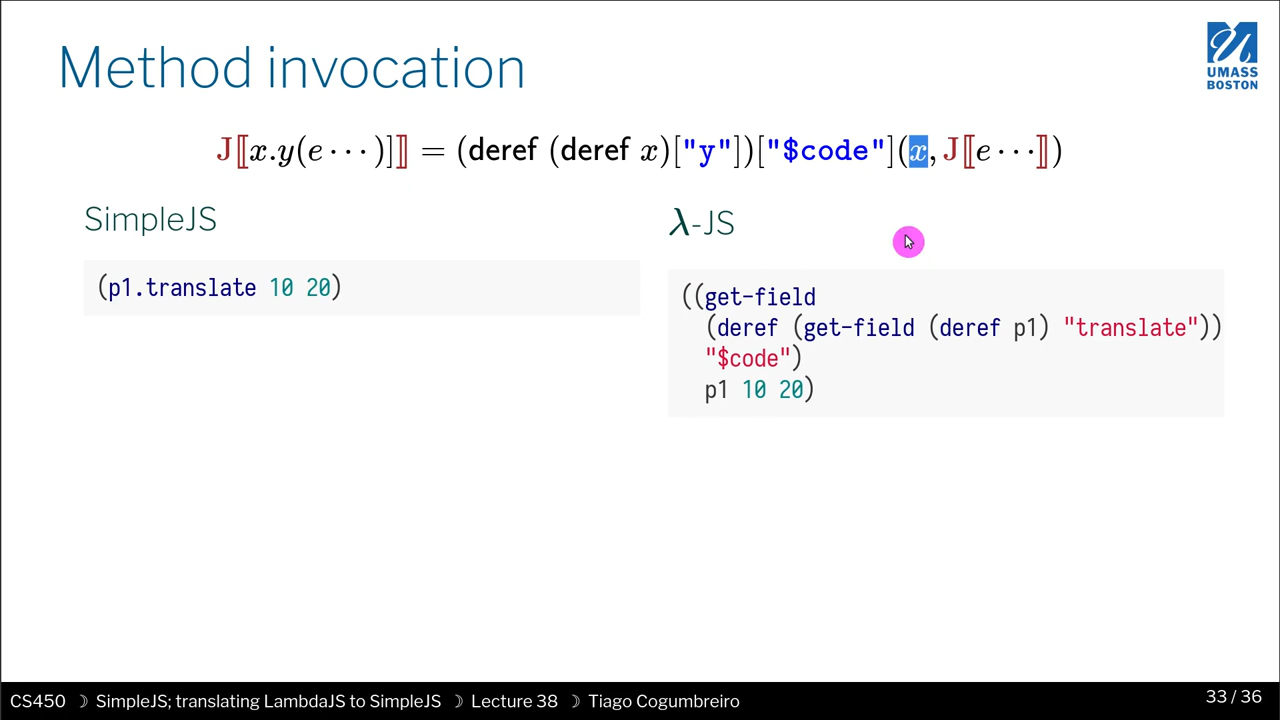 Method invocation
UMASS
BOSTON
J⟦x.y(e⋯)]⟧ = (deref (deref x)["y"])["$code"](x, J⟦e⋯⟧)
SimpleJS
(p1.translate 10 20)
λ-JS
((get-field
(deref (get-field (deref p1) "translate"))
"$code")
p1 10 20)
CS450 ☽ SimpleJS; translating LambdaJS to SimpleJS ☽ Lecture 38 ☽ Tiago Cogumbreiro
33 / 36